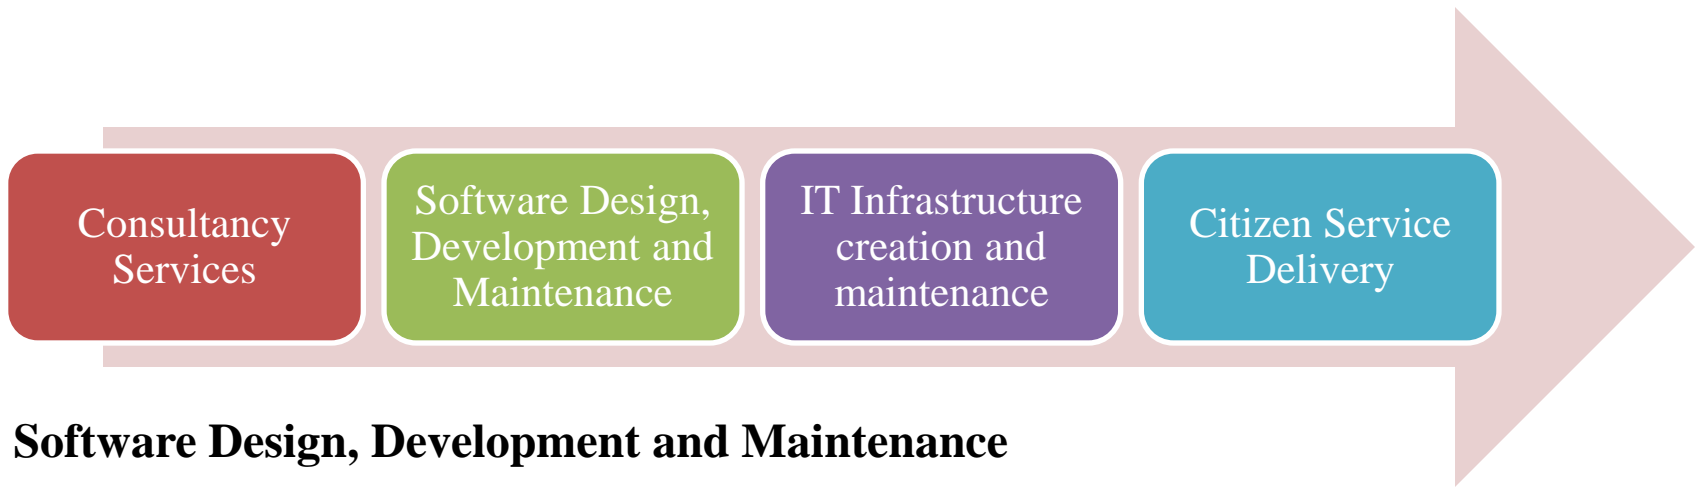 Consultancy
Services
Software Design,
Development and
Maintenance
IT Infrastructure
creation and
maintenance
Citizen Service
Delivery
Software Design, Development and Maintenance